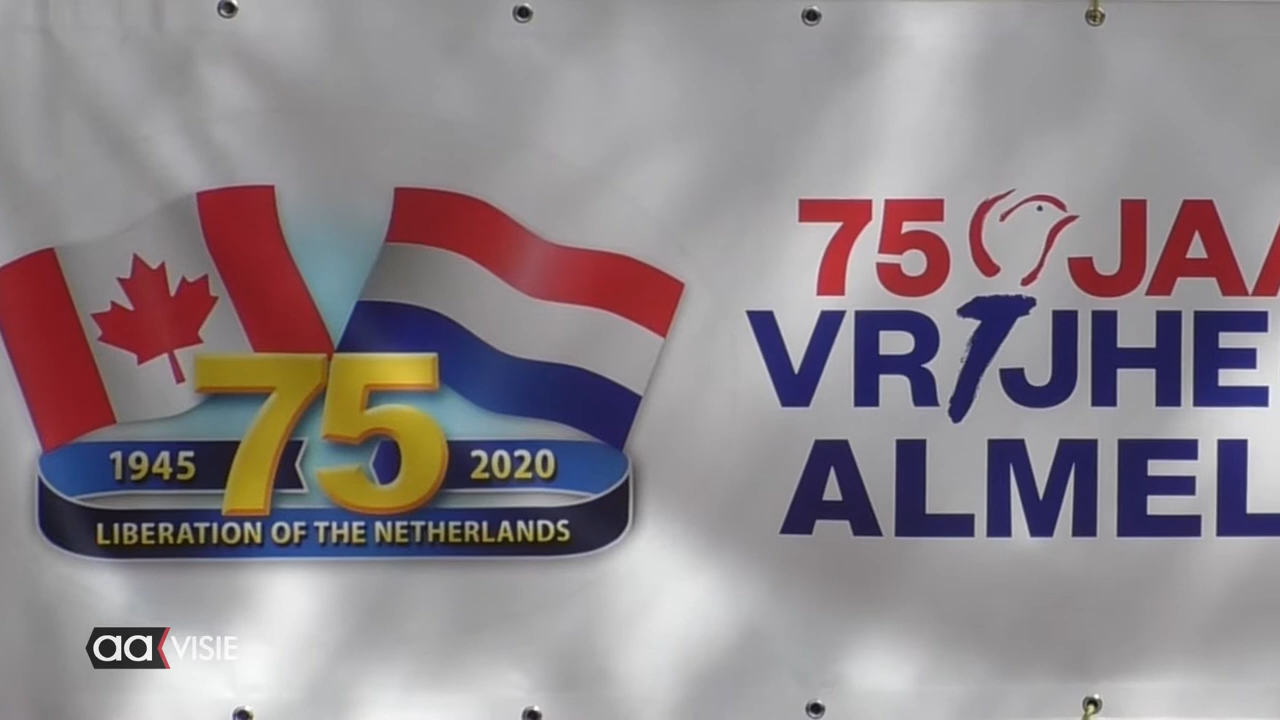 75
1945 2020
LIBERATION OF THE NETHERLANDS
75 JAA
VRIJHE
ALMEL
aa VISIE